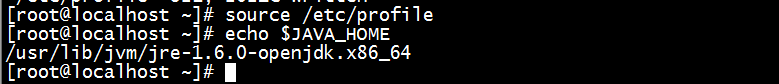 [root@localhost ~]# source /etc/profile
[root@localhost ~]# echo $JAVA_HOME
/usr/lib/jvm/jre-1.6.0-openjdk.x86_64
[root@localhost ~]#